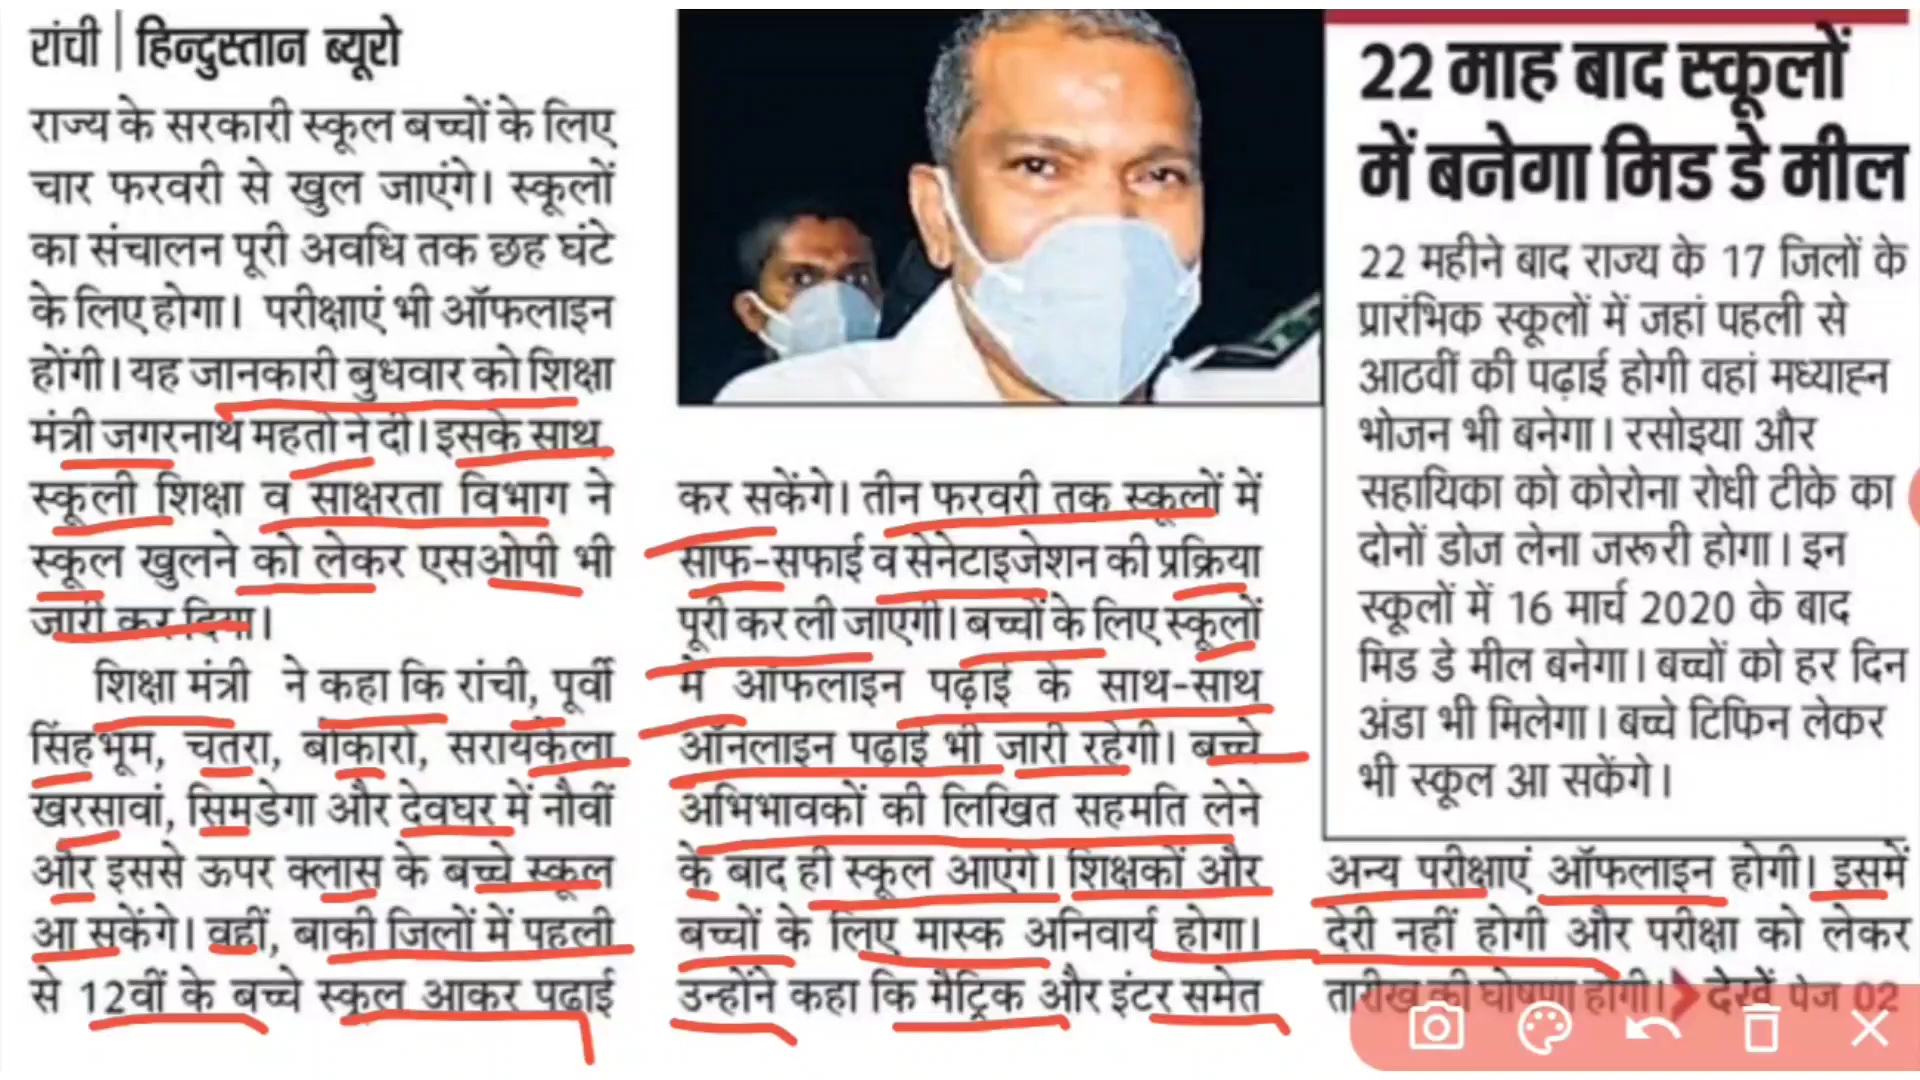 रांची | हिन्दुस्तान ब्यूरो
राज्य के सरकारी स्कूल बच्चों के लिए
चार फरवरी से खुल जाएंगे। स्कूलों
का संचालन पूरी अवधि तक छह घंटे
के लिए होगा। परीक्षाएं भी ऑफलाइन
होंगी। यह जानकारी बुधवार को शिक्षा
मंत्री जगरनाथ महतो ने दी। इसके साथ
स्कूली शिक्षा व साक्षरता विभाग ने
स्कूल खुलने को लेकर एसओपी भी
जारी कर दिया।
शिक्षा मंत्री ने कहा कि रांची, पूर्वी
सिंहभूम, चतरा, बोकारो, सरायकेला
खरसावां, सिमडेगा और देवघर में नौवीं
और इससे ऊपर क्लास के बच्चे स्कूल
आ सकेंगे। वहीं, बाकी जिलों में पहली
से 12वीं के बच्चे स्कूल आकर पढ़ाई
कर सकेंगे। तीन फरवरी तक स्कूलों में
साफ-सफाई व सेनेटाइजेशन की प्रक्रिया
पूरी कर ली जाएगी। बच्चों के लिए स्कूलों
में ऑफलाइन पढ़ाई के साथ-साथ
ऑनलाइन पढ़ाई भी जारी रहेगी। बच्चे
अभिभावकों की लिखित सहमति लेने
के बाद ही स्कूल आएंगे। शिक्षकों और
बच्चों के लिए मास्क अनिवार्य होगा।
उन्होंने कहा कि मैट्रिक और इंटर समेत
अन्य परीक्षाएं ऑफलाइन होगी। इसमें
देरी नहीं होगी और परीक्षा को लेकर
तारीख की घोषणा होगी। देखें पेज 02
22 माह बाद स्कूलों
में बनेगा मिड डे मील
22 महीने बाद राज्य के 17 जिलों के
प्रारंभिक स्कूलों में जहां पहली से
आठवीं की पढ़ाई होगी वहां मध्याह्न
भोजन भी बनेगा। रसोइया और
सहायिका को कोरोना रोधी टीके का
दोनों डोज लेना जरूरी होगा। इन
स्कूलों में 16 मार्च 2020 के बाद
मिड डे मील बनेगा। बच्चों को हर दिन
अंडा भी मिलेगा। बच्चे टिफिन लेकर
भी स्कूल आ सकेंगे।